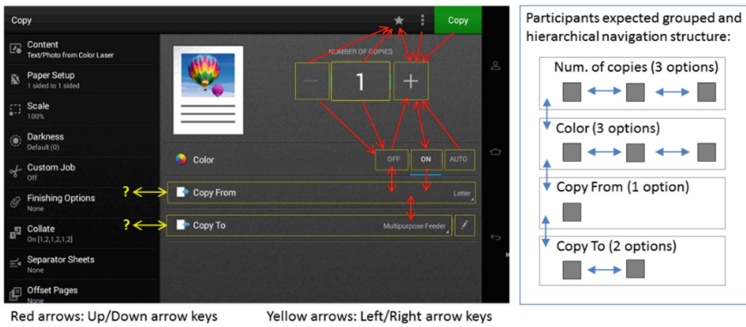 Copy
Copy
Content
Text/Photo from Color Laser
Paper Setup
1 sided to 1 sided
Scale
100%
Darkness
Default (0)
Custom Job
Off
Finishing Options
None
Collate
On [1,2,1,2,1,2]
Separator Sheets
None
Offset Pages
None
NUMBER OF COPIES
1
Color
OFF ON AUTO
? Copy From Letter
? Copy To Multipurpose Feeder
Red arrows: Up/Down arrow keys
Yellow arrows: Left/Right arrow keys
Participants expected grouped and
hierarchical navigation structure:
Num. of copies (3 options)
Color (3 options)
Copy From (1 option)
Copy To (2 options)